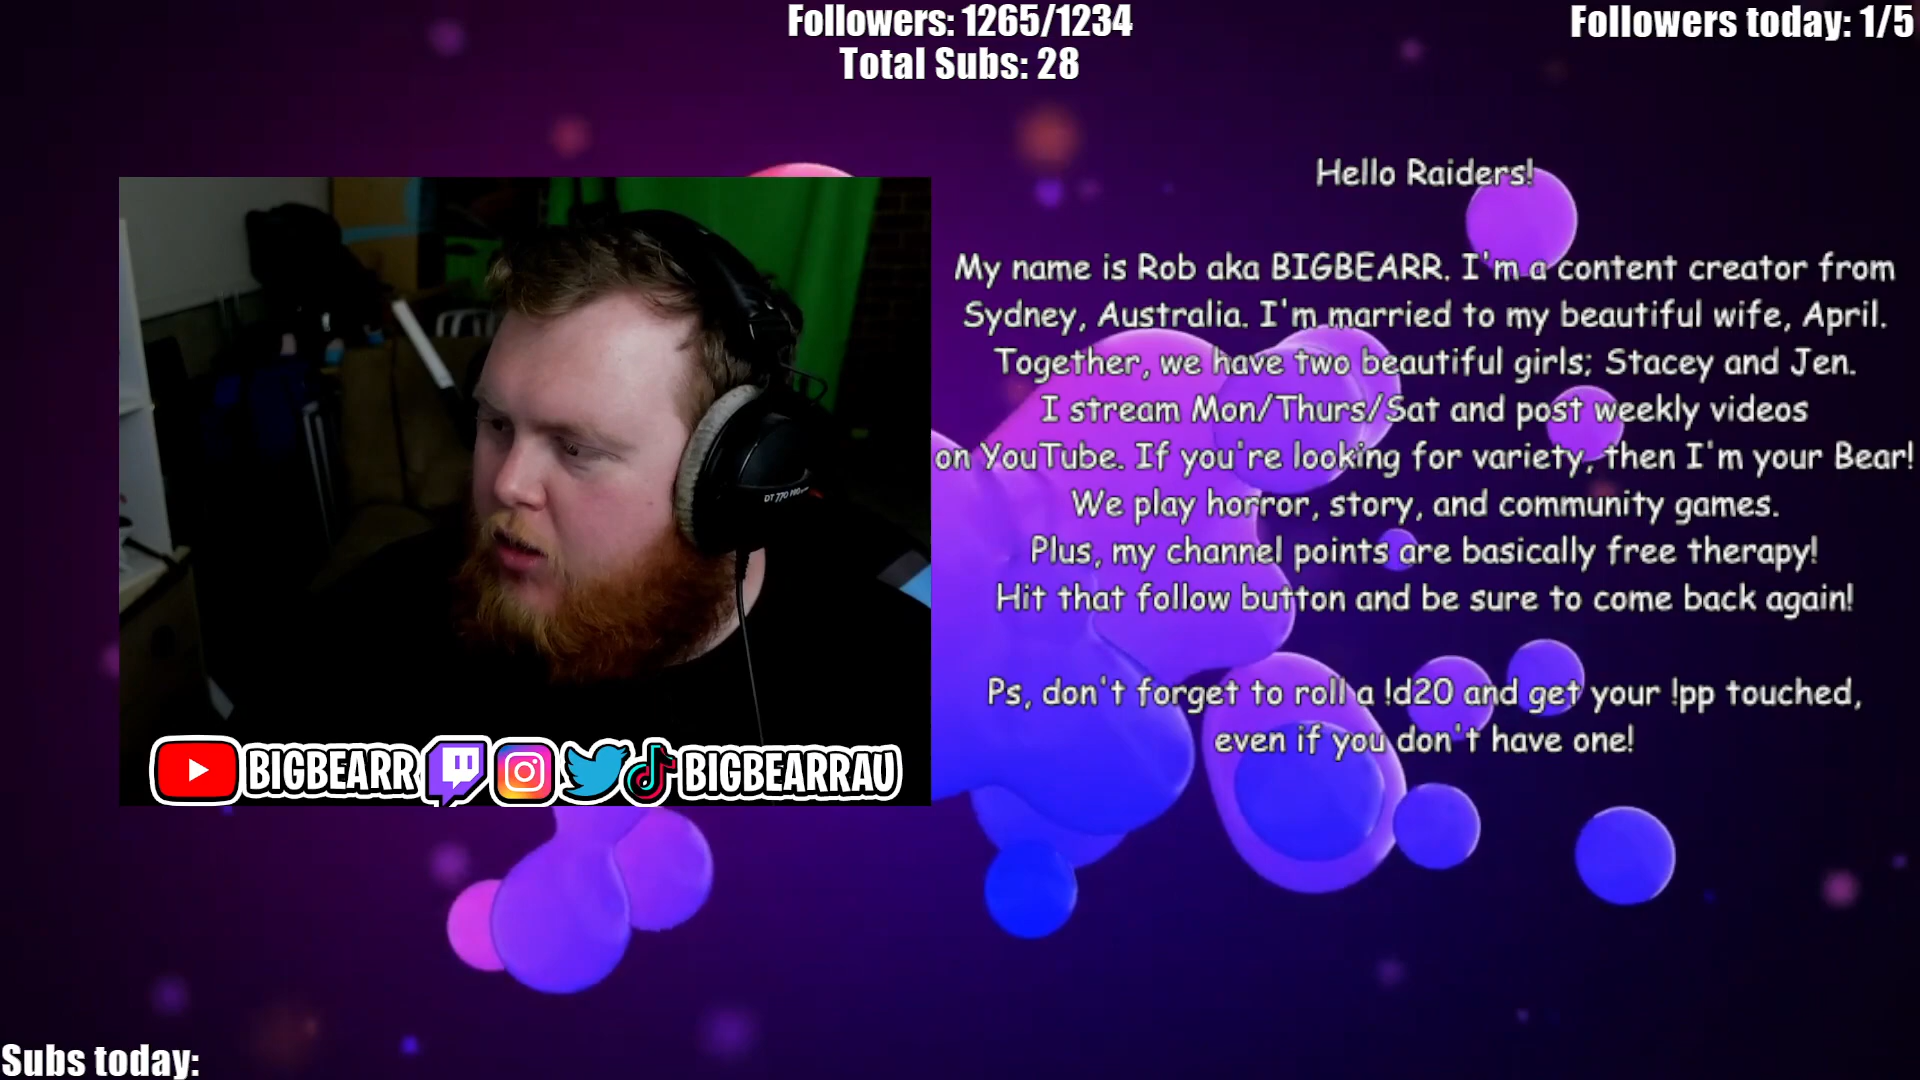 Followers: 1265/1234
Total Subs: 28
Followers today: 1/5
Hello Raiders!
My name is Rob aka BIGBEARR. I'm a content creator from
Sydney, Australia. I'm married to my beautiful wife, April.
Together, we have two beautiful girls; Stacey and Jen.
I stream Mon/Thurs/Sat and post weekly videos
on YouTube. If you're looking for variety, then I'm your Bear!
We play horror, story, and community games.
Plus, my channel points are basically free therapy!
Hit that follow button and be sure to come back again!
Ps, don't forget to roll a !d20 and get your !pp touched,
even if you don't have one!
DT 770 PRO
BIGBEARR BIGBEARRAU
Subs today: